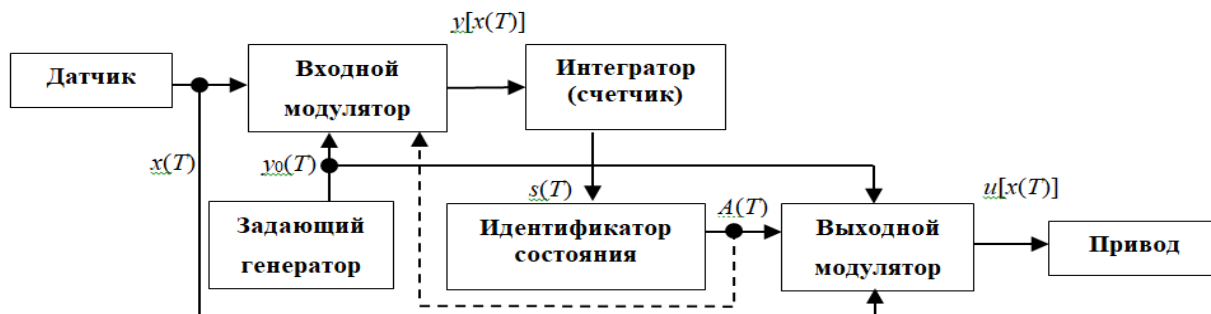 y[x(T)]
Датчик
Входной
модулятор
Интегратор
(счетчик)
x(T)
y₀(T)
s(T)
A(T)
u[x(T)]
Задающий
генератор
Идентификатор
состояния
Выходной
модулятор
Привод